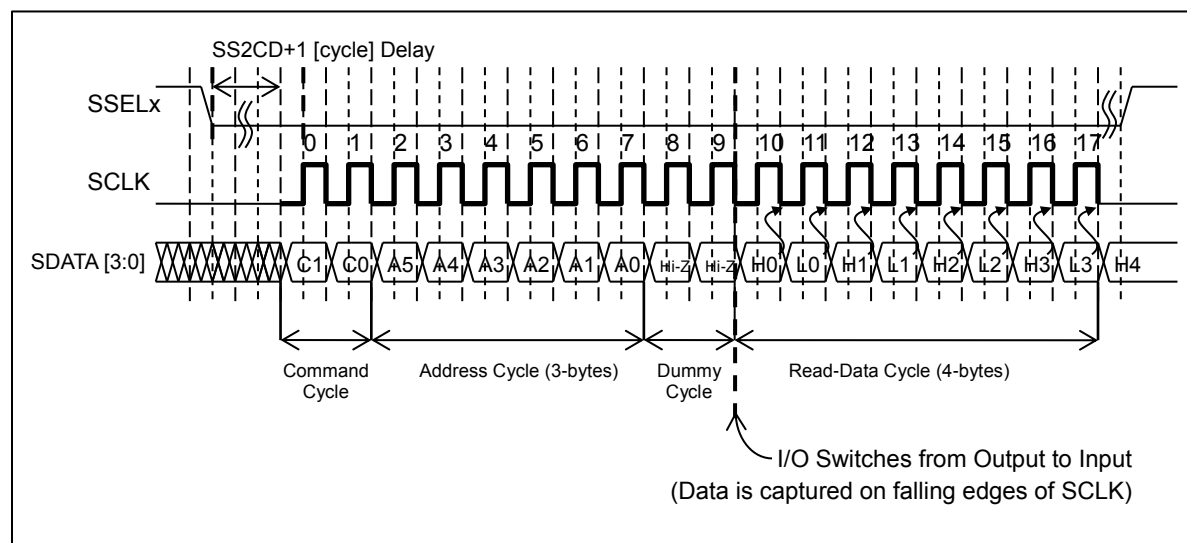 SS2CD+1 [cycle] Delay
SSELx
0 1 2 3 4 5 6 7 8 9 10 11 12 13 14 15 16 17
SCLK
SDATA [3:0]
C1 C0 A5 A4 A3 A2 A1 A0 Hi-Z Hi-Z H0 L0 H1 L1 H2 L2 H3 L3 H4
Command
Cycle
Address Cycle (3-bytes)
Dummy
Cycle
Read-Data Cycle (4-bytes)
I/O Switches from Output to Input
(Data is captured on falling edges of SCLK)